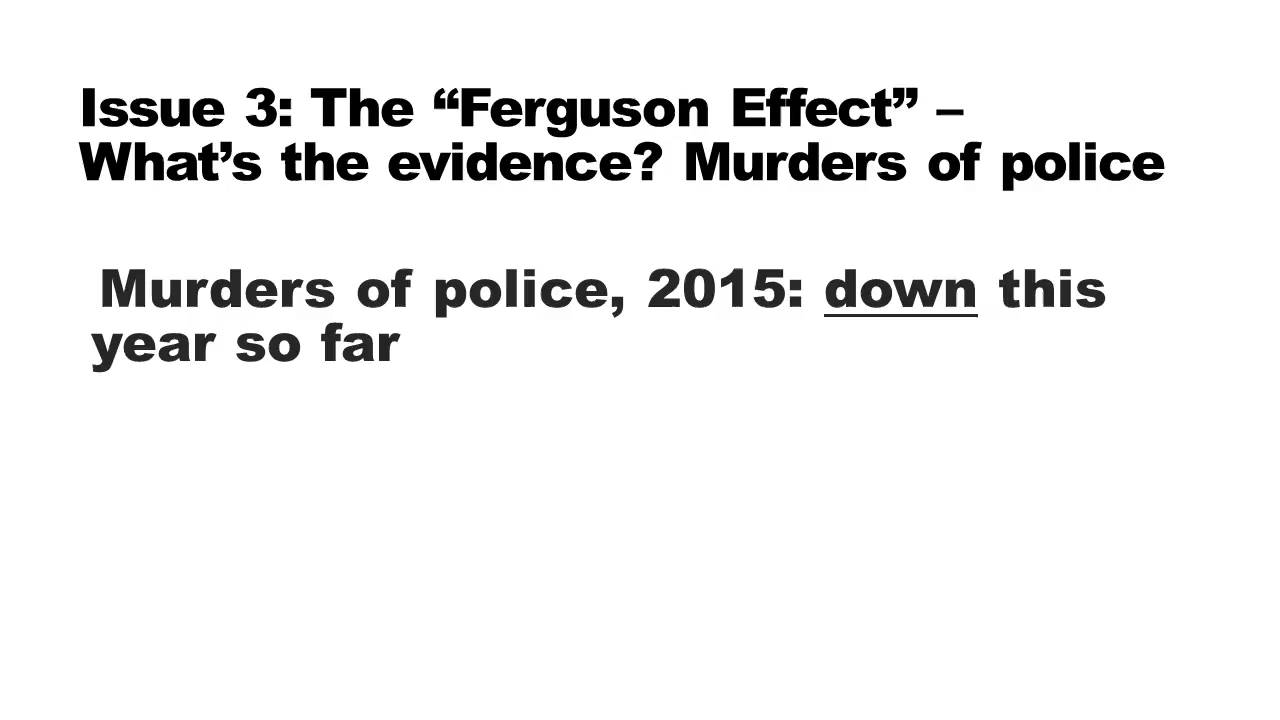 Issue 3: The “Ferguson Effect” –
What’s the evidence? Murders of police
Murders of police, 2015: down this
year so far